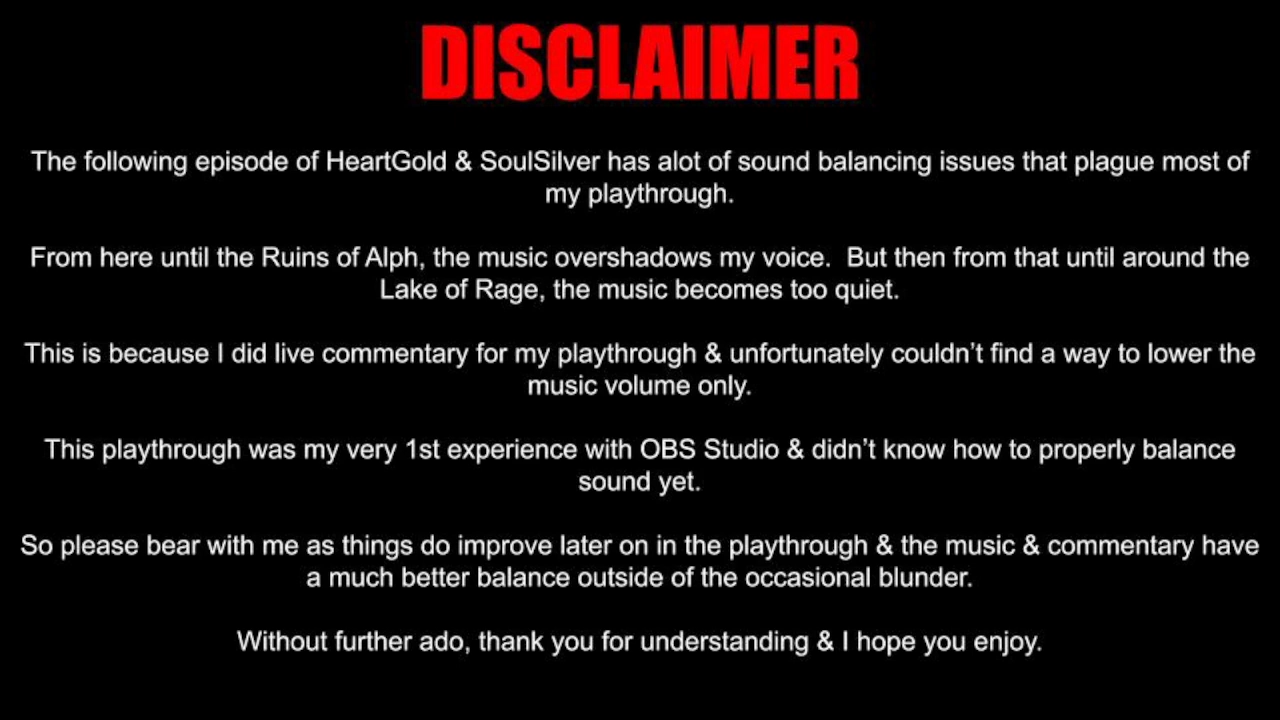 DISCLAIMER
The following episode of HeartGold & SoulSilver has alot of sound balancing issues that plague most of
my playthrough.
From here until the Ruins of Alph, the music overshadows my voice.  But then from that until around the
Lake of Rage, the music becomes too quiet.
This is because I did live commentary for my playthrough & unfortunately couldn’t find a way to lower the
music volume only.
This playthrough was my very 1st experience with OBS Studio & didn’t know how to properly balance
sound yet.
So please bear with me as things do improve later on in the playthrough & the music & commentary have
a much better balance outside of the occasional blunder.
Without further ado, thank you for understanding & I hope you enjoy.